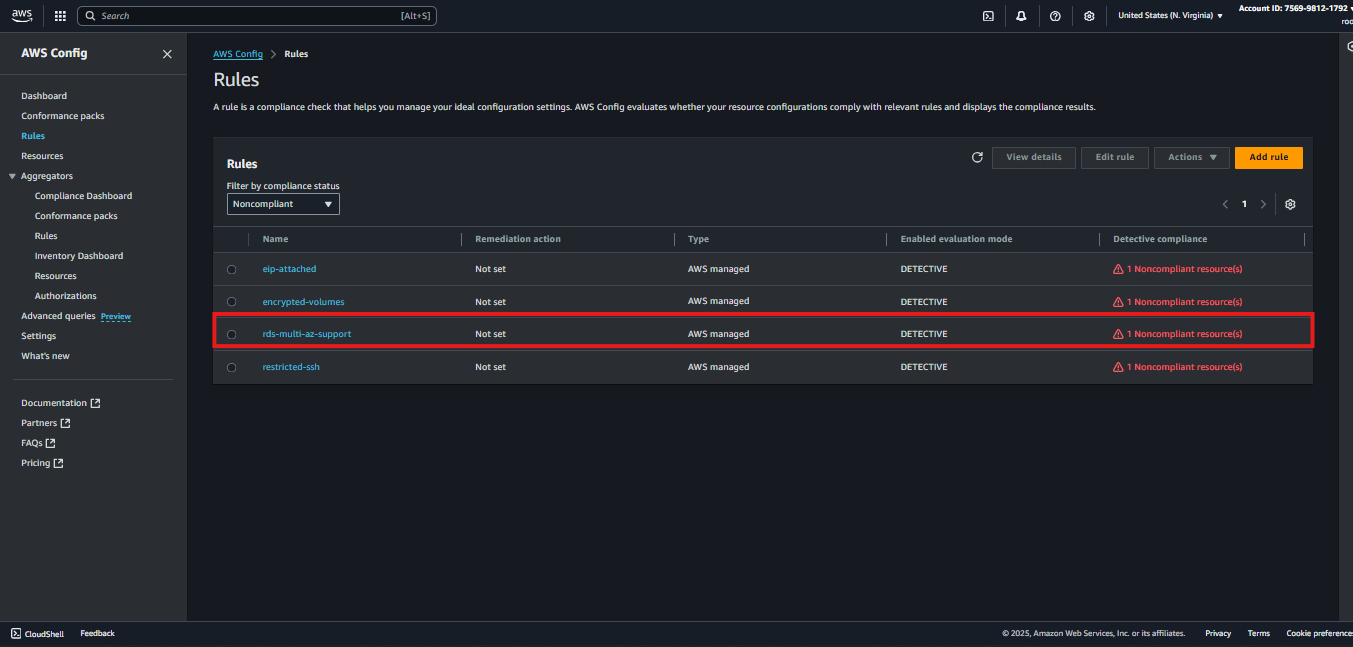 aws
Search [Alt+S]
United States (N. Virginia)
Account ID: 7569-9812-1792
AWS Config
Dashboard
Conformance packs
Rules
Resources
Aggregators
Compliance Dashboard
Conformance packs
Rules
Inventory Dashboard
Resources
Authorizations
Advanced queries Preview
Settings
What's new
Documentation
Partners
FAQs
Pricing
AWS Config > Rules
Rules
A rule is a compliance check that helps you manage your ideal configuration settings. AWS Config evaluates whether your resource configurations comply with relevant rules and displays the compliance results.
Rules
View details Edit rule Actions Add rule
Filter by compliance status
Noncompliant
1
Name Remediation action Type Enabled evaluation mode Detective compliance
eip-attached Not set AWS managed DETECTIVE 1 Noncompliant resource(s)
encrypted-volumes Not set AWS managed DETECTIVE 1 Noncompliant resource(s)
rds-multi-az-support Not set AWS managed DETECTIVE 1 Noncompliant resource(s)
restricted-ssh Not set AWS managed DETECTIVE 1 Noncompliant resource(s)
CloudShell Feedback
© 2025, Amazon Web Services, Inc. or its affiliates. Privacy Terms Cookie preferences